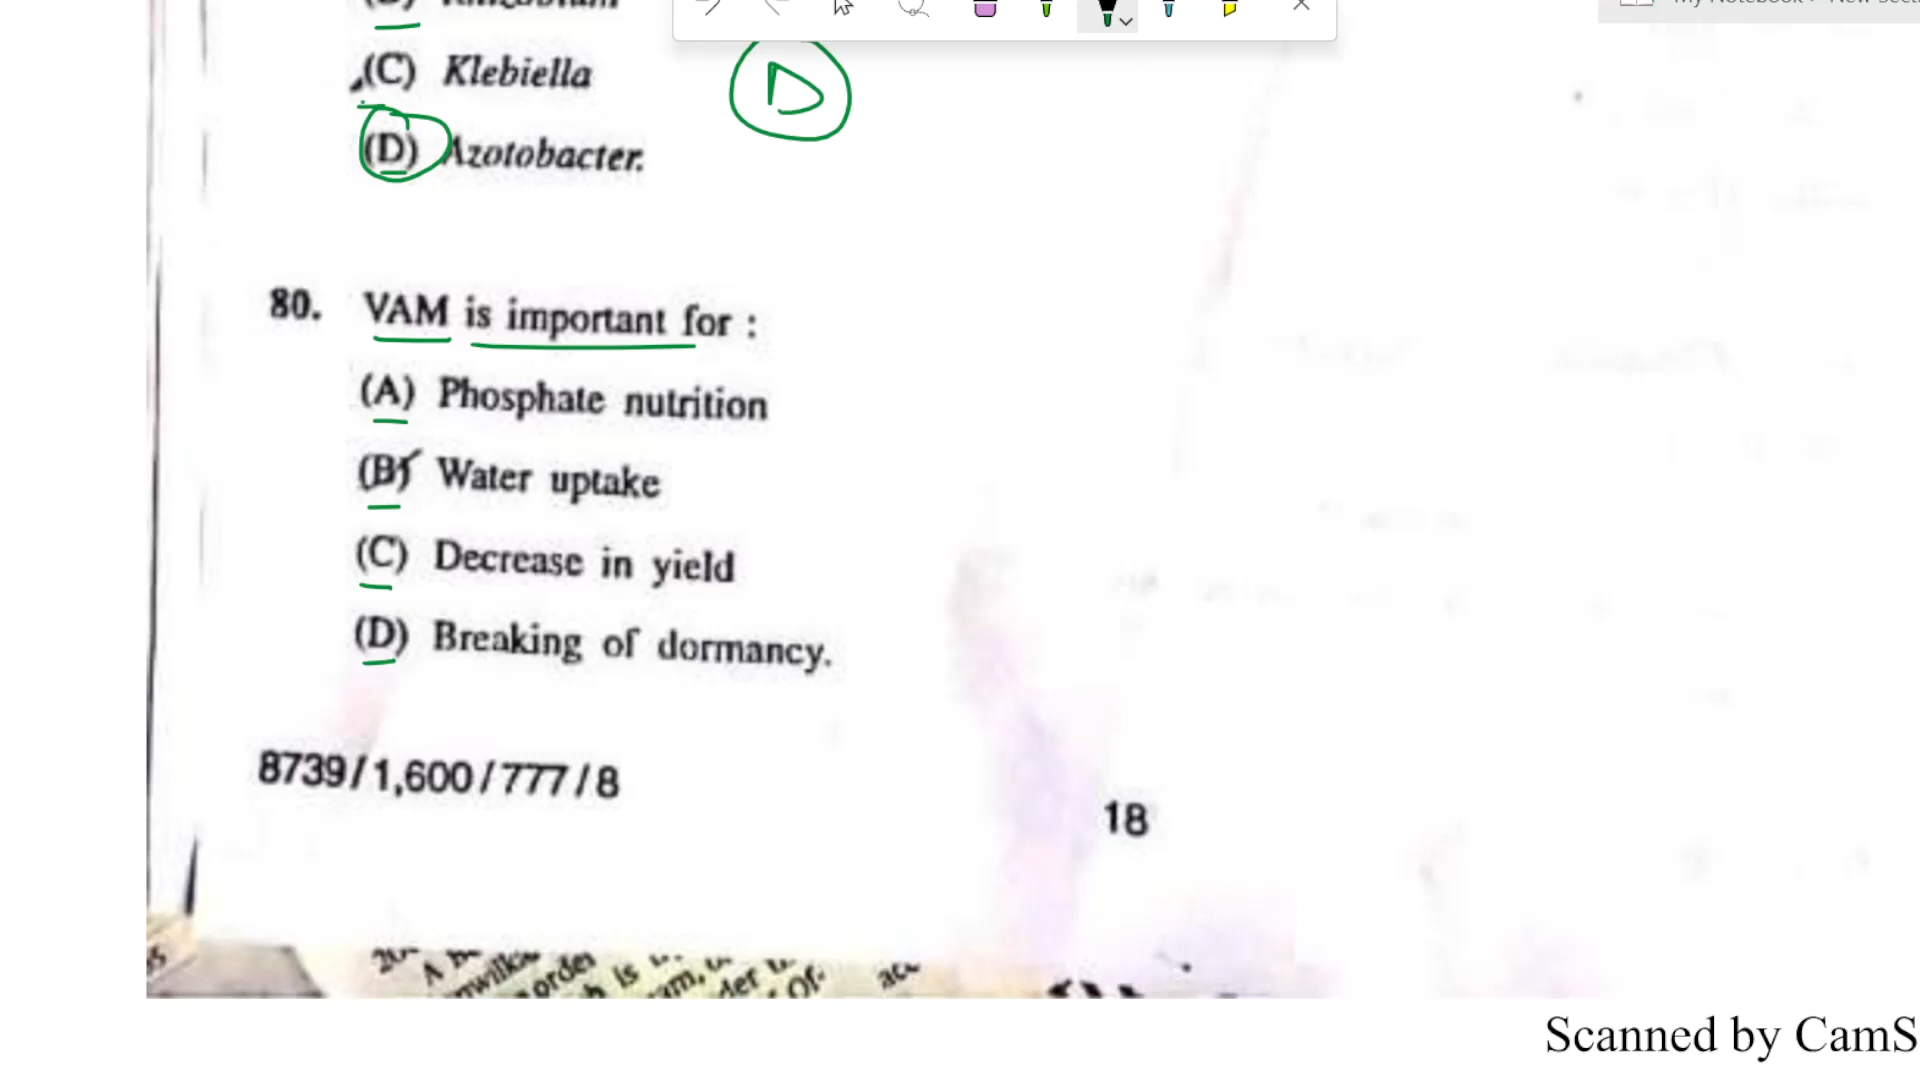 (C) Klebiella
D
(D) Azotobacter.
80. VAM is important for :
(A) Phosphate nutrition
(B) Water uptake
(C) Decrease in yield
(D) Breaking of dormancy.
8739/1,600/777/8
18
Scanned by CamS